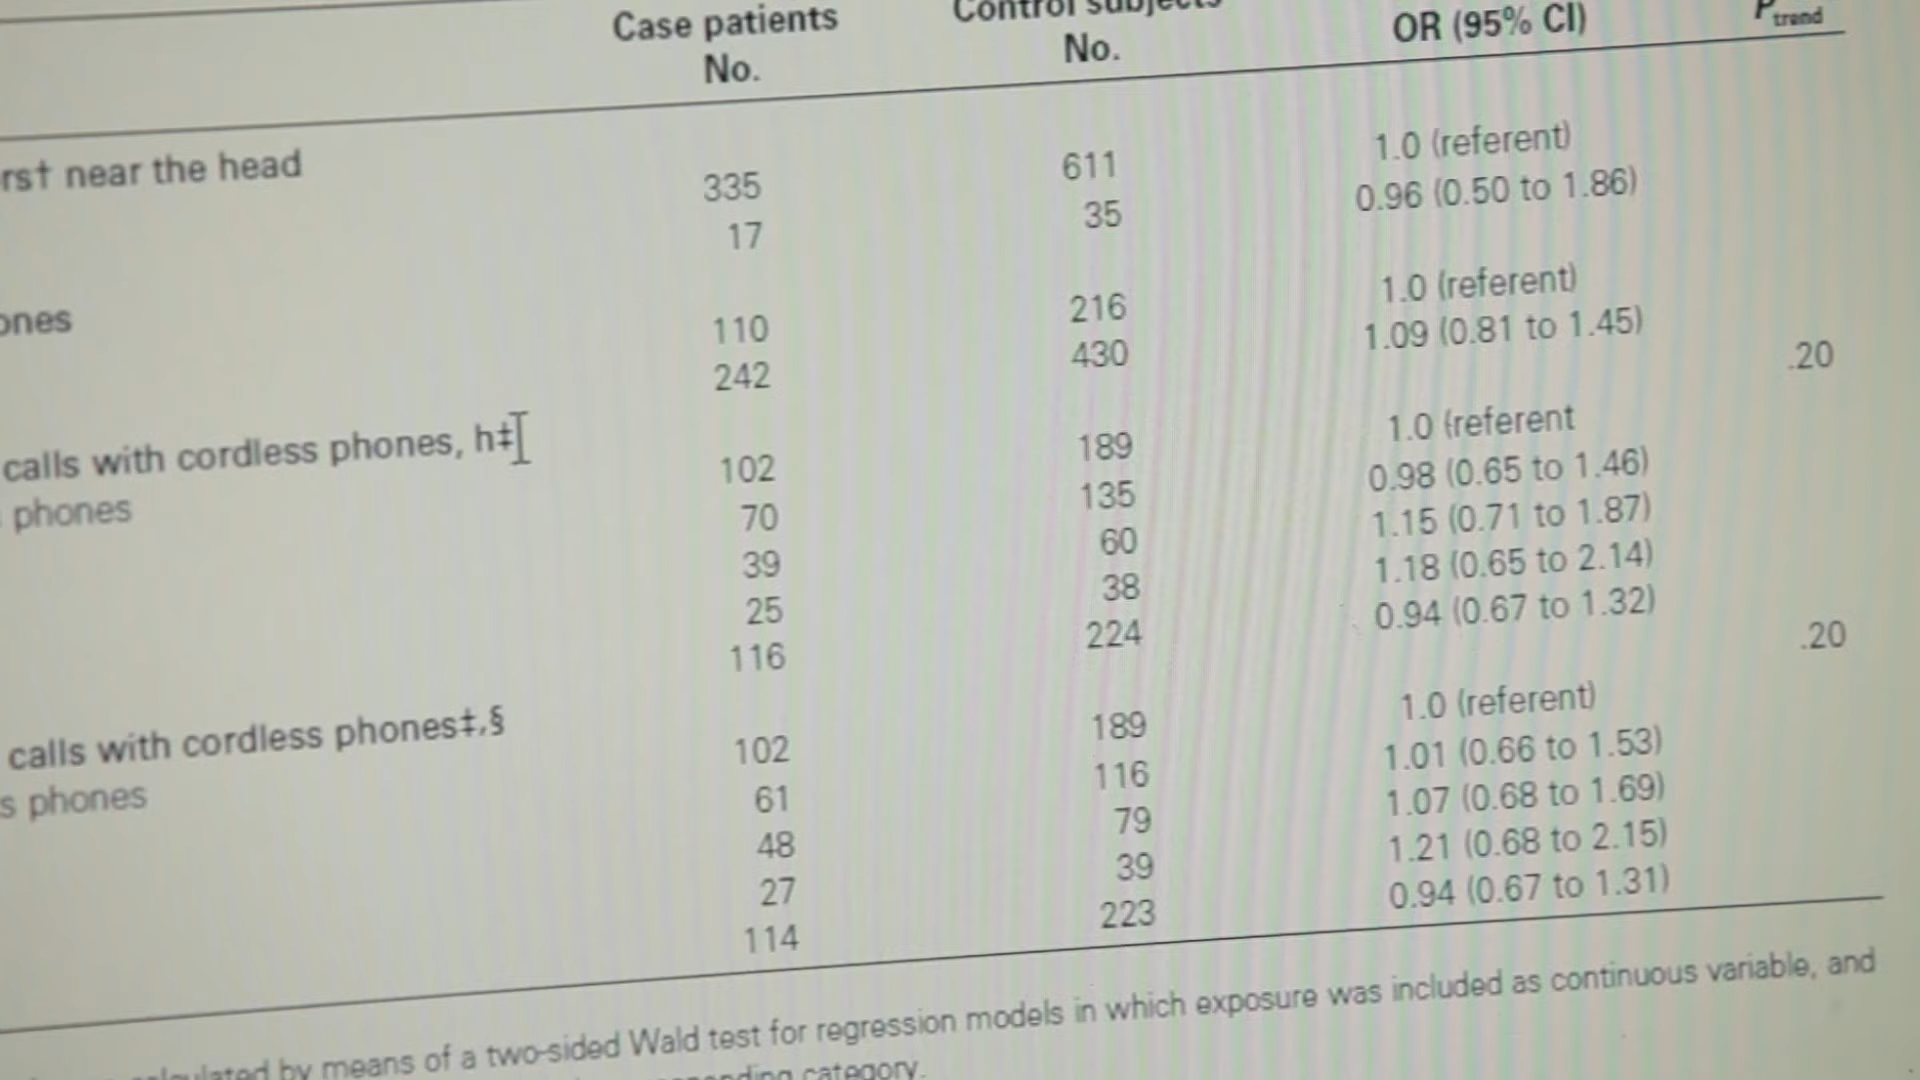 Case patients
No.
Control subjects
No.
OR (95% CI)
Ptrend
rs† near the head
335 611 1.0 (referent)
17 35 0.96 (0.50 to 1.86)
ones
110 216 1.0 (referent)
242 430 1.09 (0.81 to 1.45)
calls with cordless phones, h‡ .20
phones 102 189 1.0 (referent
70 135 0.98 (0.65 to 1.46)
39 60 1.15 (0.71 to 1.87)
25 38 1.18 (0.65 to 2.14)
116 224 0.94 (0.67 to 1.32)
calls with cordless phones‡,§ .20
s phones 102 189 1.0 (referent)
61 116 1.01 (0.66 to 1.53)
48 79 1.07 (0.68 to 1.69)
27 39 1.21 (0.68 to 2.15)
114 223 0.94 (0.67 to 1.31)
by means of a two-sided Wald test for regression models in which exposure was included as continuous variable, and
category.